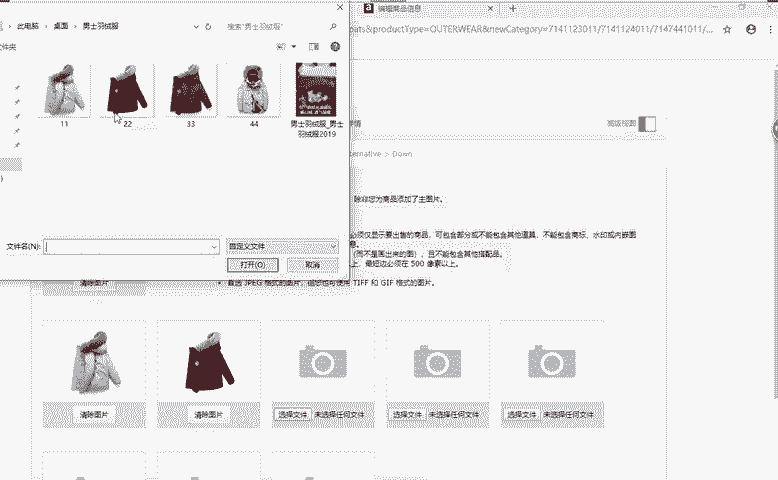 编辑商品信息
此电脑 > 桌面 > 男士羽绒服
搜索"男士羽绒服"
oats&productType=OUTERWEAR&newCategory=7141123011/7141124011/7147441011/...
文件夹
11
22
33
44
男士羽绒服_男士羽绒服2019
高级视图
ternative > Down
除非您为商品添加了主图片。
必须仅显示要出售的商品，可包含部分或不能包含其他道具，不能包含商标、水印或内嵌图
(而不是画出来的图)，且不能包含其他搭配品。
上，最短边必须在 500 像素以上。
首选 JPEG 格式的图片，但您也可使用 TIFF 和 GIF 格式的图片。
文件名(N):
自定义文件
打开(O)
取消
清除图片
清除图片
清除图片
选择文件 未选择任何文件
选择文件 未选择任何文件
选择文件 未选择任何文件